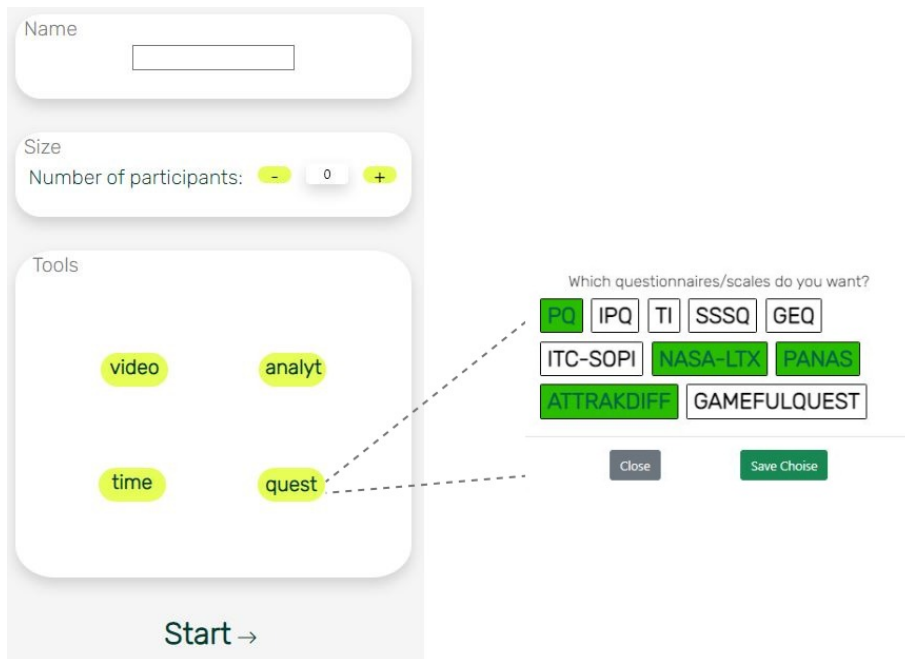 Name
Size
Number of participants: - 0 +
Tools
video analyt
time quest
Start →
Which questionnaires/scales do you want?
PQ IPQ TI SSSQ GEQ
ITC-SOPI NASA-LTX PANAS
ATTRAKDIFF GAMEFULQUEST
Close Save Choise